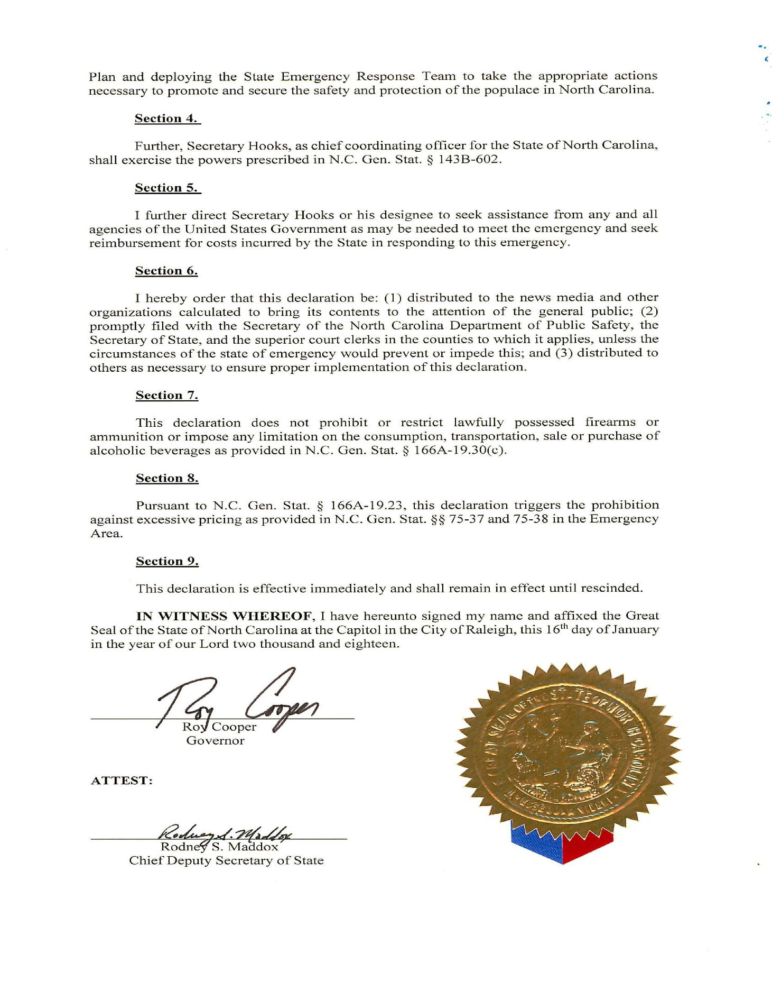 Plan and deploying the State Emergency Response Team to take the appropriate actions
necessary to promote and secure the safety and protection of the populace in North Carolina.
Section 4.
Further, Secretary Hooks, as chief coordinating officer for the State of North Carolina,
shall exercise the powers prescribed in N.C. Gen. Stat. § 143B-602.
Section 5.
I further direct Secretary Hooks or his designee to seek assistance from any and all
agencies of the United States Government as may be needed to meet the emergency and seek
reimbursement for costs incurred by the State in responding to this emergency.
Section 6.
I hereby order that this declaration be: (1) distributed to the news media and other
organizations calculated to bring its contents to the attention of the general public; (2)
promptly filed with the Secretary of the North Carolina Department of Public Safety, the
Secretary of State, and the superior court clerks in the counties to which it applies, unless the
circumstances of the state of emergency would prevent or impede this; and (3) distributed to
others as necessary to ensure proper implementation of this declaration.
Section 7.
This declaration does not prohibit or restrict lawfully possessed firearms or
ammunition or impose any limitation on the consumption, transportation, sale or purchase of
alcoholic beverages as provided in N.C. Gen. Stat. § 166A-19.30(c).
Section 8.
Pursuant to N.C. Gen. Stat. § 166A-19.23, this declaration triggers the prohibition
against excessive pricing as provided in N.C. Gen. Stat. §§ 75-37 and 75-38 in the Emergency
Area.
Section 9.
This declaration is effective immediately and shall remain in effect until rescinded.
IN WITNESS WHEREOF, I have hereunto signed my name and affixed the Great
Seal of the State of North Carolina at the Capitol in the City of Raleigh, this 16th day of January
in the year of our Lord two thousand and eighteen.
Roy Cooper
Roy Cooper
Governor
GREAT SEAL OF THE STATE OF NORTH CAROLINA
ATTEST:
Rodney S. Maddox
Rodney S. Maddox
Chief Deputy Secretary of State